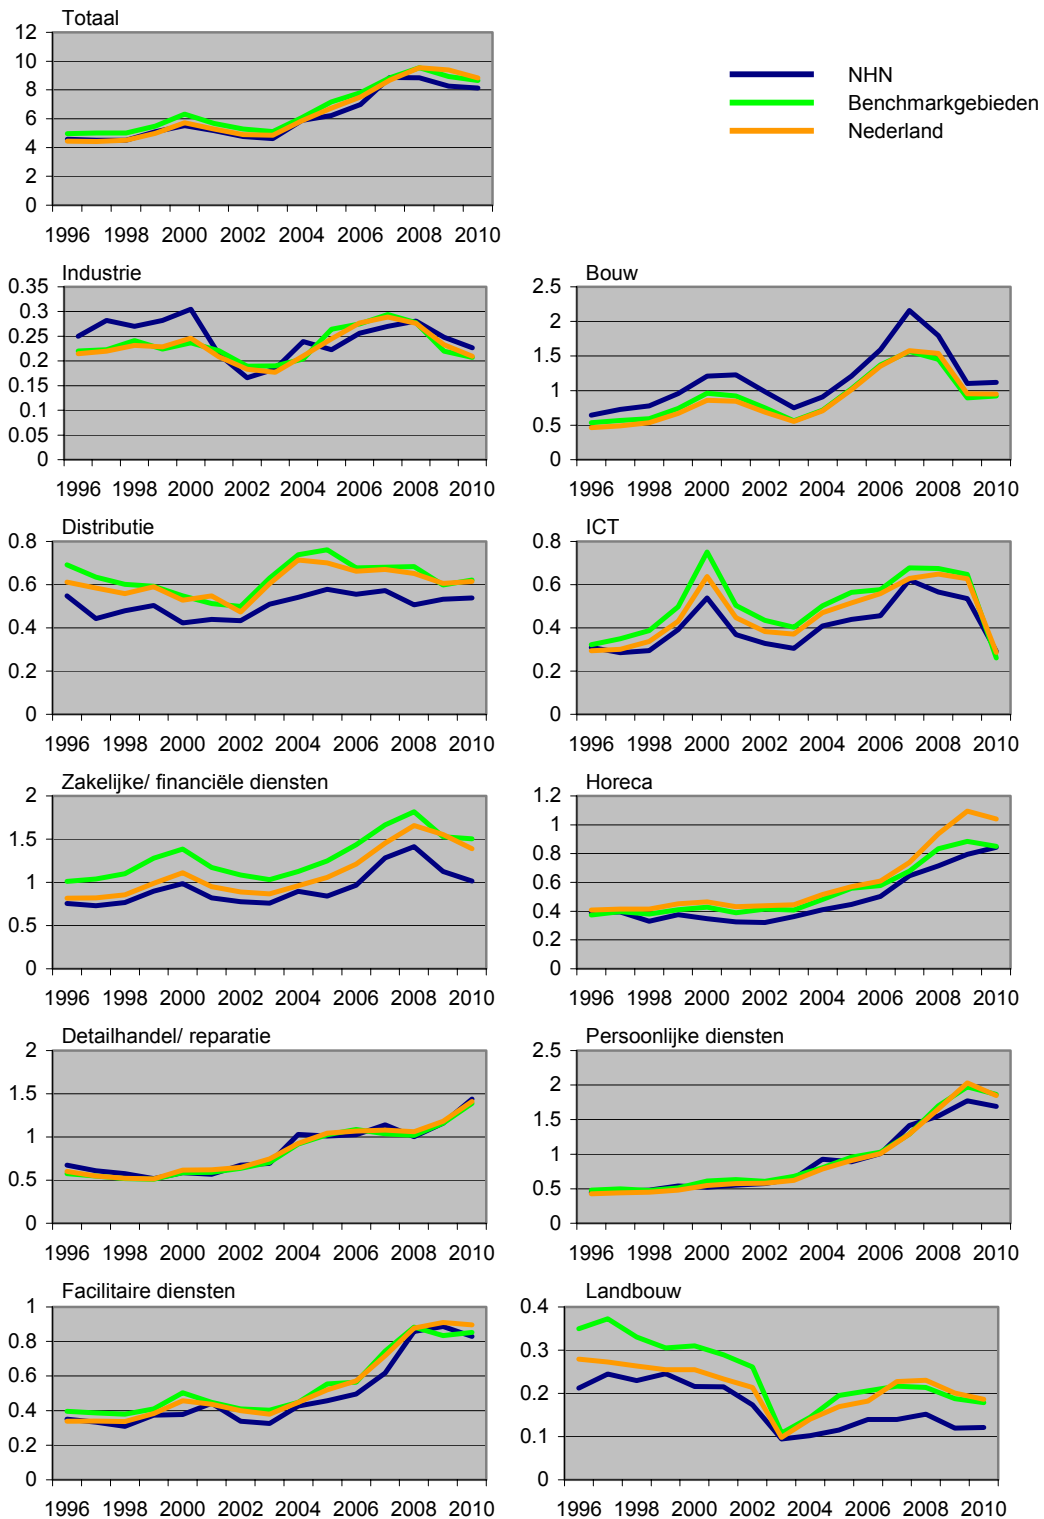 Totaal
12
10
8
6
4
2
0
1996 1998 2000 2002 2004 2006 2008 2010
NHN
Benchmarkgebieden
Nederland
Industrie
0.35
0.3
0.25
0.2
0.15
0.1
0.05
0
1996 1998 2000 2002 2004 2006 2008 2010
Bouw
2.5
2
1.5
1
0.5
0
1996 1998 2000 2002 2004 2006 2008 2010
Distributie
0.8
0.6
0.4
0.2
0
1996 1998 2000 2002 2004 2006 2008 2010
ICT
0.8
0.6
0.4
0.2
0
1996 1998 2000 2002 2004 2006 2008 2010
Zakelijke/ financiële diensten
2
1.5
1
0.5
0
1996 1998 2000 2002 2004 2006 2008 2010
Horeca
1.2
1
0.8
0.6
0.4
0.2
0
1996 1998 2000 2002 2004 2006 2008 2010
Detailhandel/ reparatie
2
1.5
1
0.5
0
1996 1998 2000 2002 2004 2006 2008 2010
Persoonlijke diensten
2.5
2
1.5
1
0.5
0
1996 1998 2000 2002 2004 2006 2008 2010
Facilitaire diensten
1
0.8
0.6
0.4
0.2
0
1996 1998 2000 2002 2004 2006 2008 2010
Landbouw
0.4
0.3
0.2
0.1
0
1996 1998 2000 2002 2004 2006 2008 2010